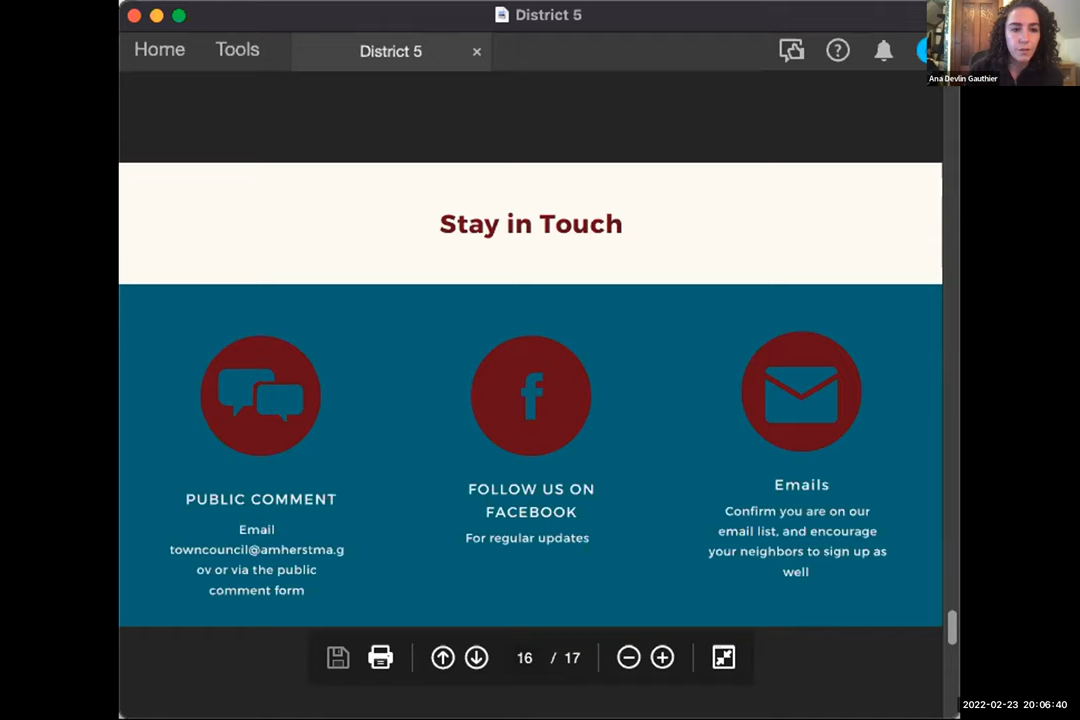 District 5
Home
Tools
District 5
Ana Devlin Gauthier
Stay in Touch
PUBLIC COMMENT
Email
towncouncil@amherstma.g
ov or via the public
comment form
FOLLOW US ON
FACEBOOK
For regular updates
Emails
Confirm you are on our
email list, and encourage
your neighbors to sign up as
well
16 / 17
2022-02-23 20:06:40